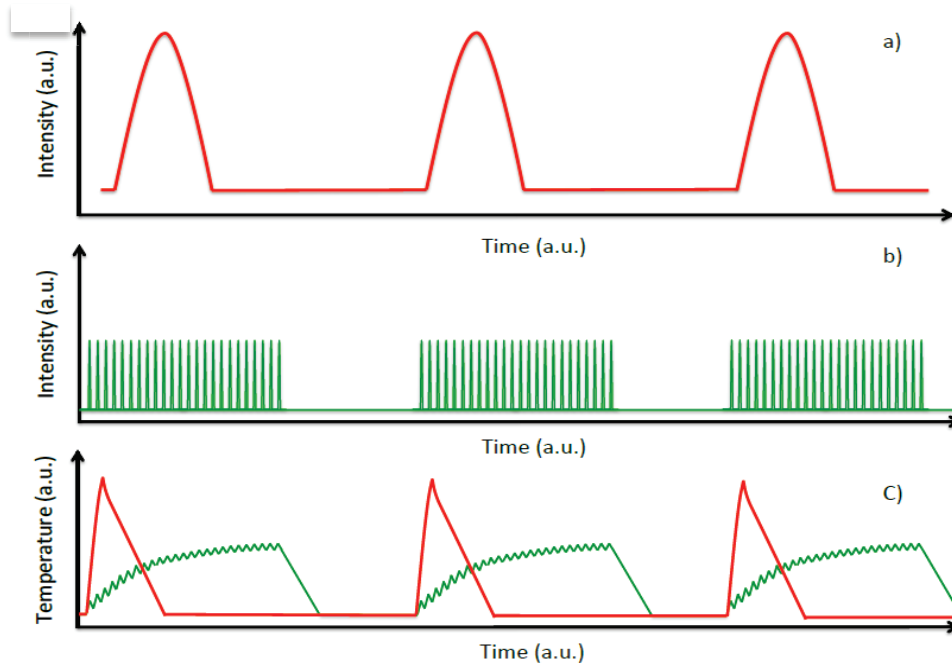 a)
Intensity (a.u.)
Time (a.u.)
b)
Intensity (a.u.)
Time (a.u.)
C)
Temperature (a.u.)
Time (a.u.)